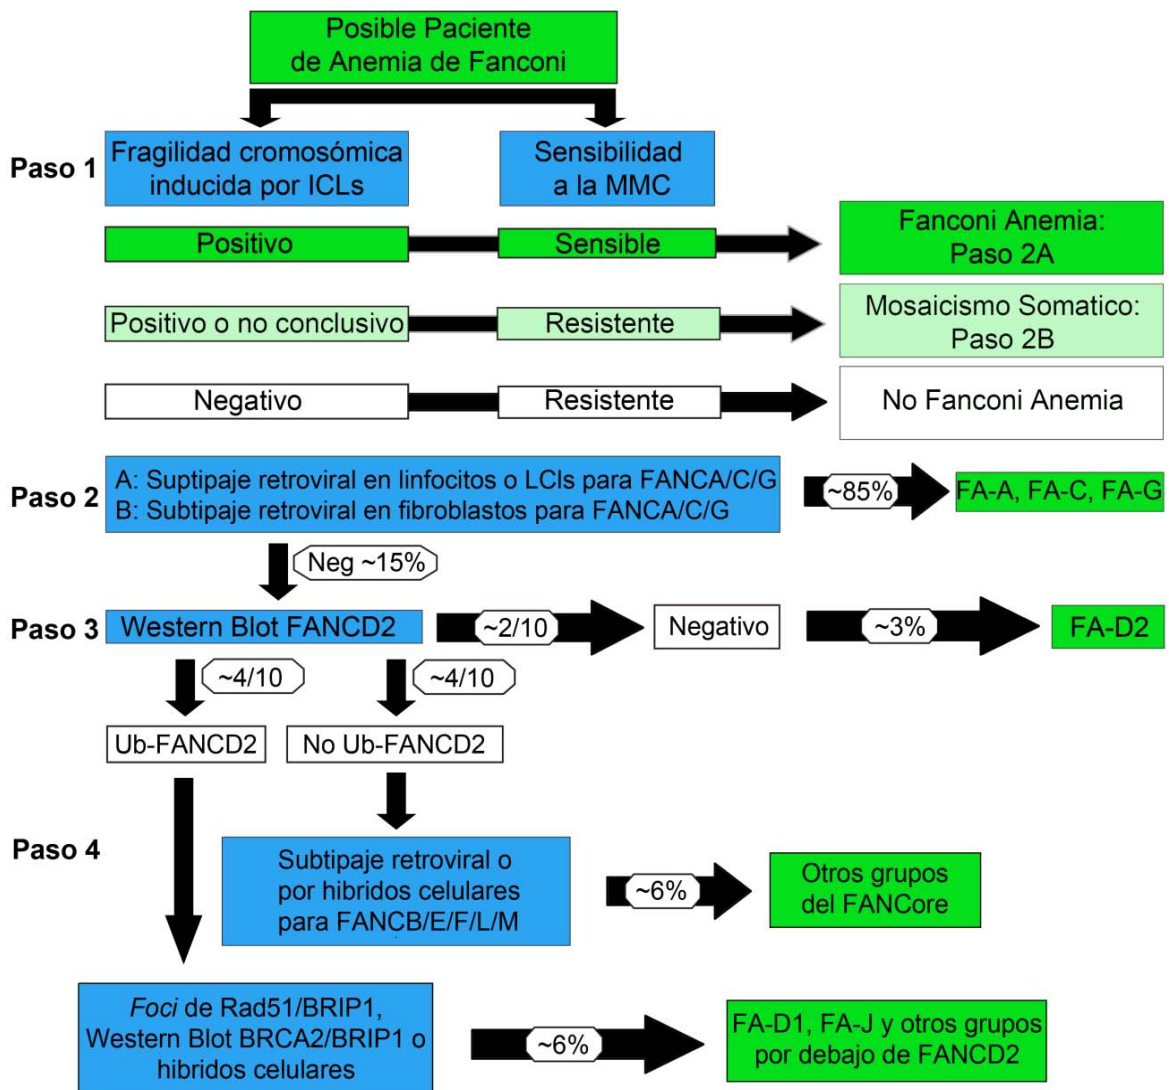 Posible Paciente
de Anemia de Fanconi
Paso 1
Fragilidad cromosómica
inducida por ICLs
Sensibilidad
a la MMC
Positivo
Sensible
Fanconi Anemia:
Paso 2A
Positivo o no conclusivo
Resistente
Mosaicismo Somatico:
Paso 2B
Negativo
Resistente
No Fanconi Anemia
Paso 2
A: Suptipaje retroviral en linfocitos o LCIs para FANCA/C/G
B: Subtipaje retroviral en fibroblastos para FANCA/C/G
~85%
FA-A, FA-C, FA-G
Neg ~15%
Paso 3
Western Blot FANCD2
~2/10
Negativo
~3%
FA-D2
~4/10
~4/10
Ub-FANCD2
No Ub-FANCD2
Paso 4
Subtipaje retroviral o
por hibridos celulares
para FANCB/E/F/L/M
~6%
Otros grupos
del FANCore
Foci de Rad51/BRIP1,
Western Blot BRCA2/BRIP1 o
hibridos celulares
~6%
FA-D1, FA-J y otros grupos
por debajo de FANCD2